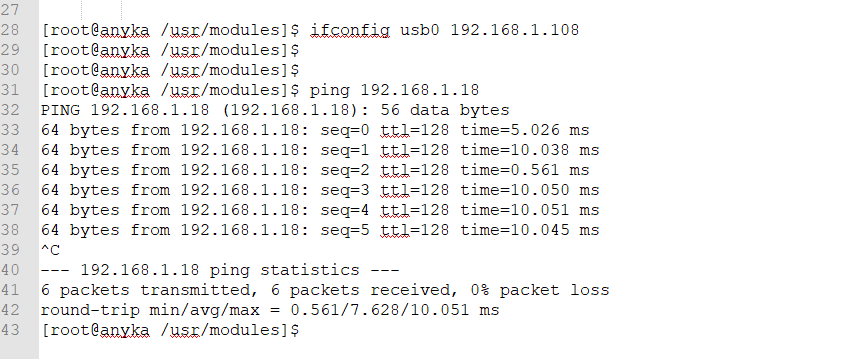 27
28 [root@anyka /usr/modules]$ ifconfig usb0 192.168.1.108
29 [root@anyka /usr/modules]$
30 [root@anyka /usr/modules]$
31 [root@anyka /usr/modules]$ ping 192.168.1.18
32 PING 192.168.1.18 (192.168.1.18): 56 data bytes
33 64 bytes from 192.168.1.18: seq=0 ttl=128 time=5.026 ms
34 64 bytes from 192.168.1.18: seq=1 ttl=128 time=10.038 ms
35 64 bytes from 192.168.1.18: seq=2 ttl=128 time=0.561 ms
36 64 bytes from 192.168.1.18: seq=3 ttl=128 time=10.050 ms
37 64 bytes from 192.168.1.18: seq=4 ttl=128 time=10.051 ms
38 64 bytes from 192.168.1.18: seq=5 ttl=128 time=10.045 ms
39 ^C
40 --- 192.168.1.18 ping statistics ---
41 6 packets transmitted, 6 packets received, 0% packet loss
42 round-trip min/avg/max = 0.561/7.628/10.051 ms
43 [root@anyka /usr/modules]$